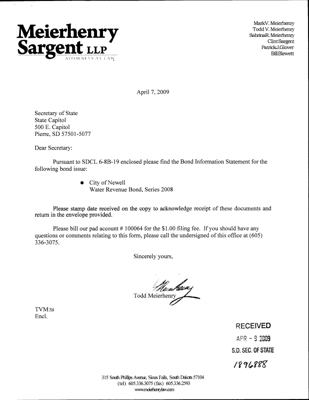 Meierhenry
Sargent LLP
ATTORNEYS AT LAW
Mark V. Meierhenry
Todd V. Meierhenry
Sabrina R. Meierhenry
Clint Sargent
Patrick J. Glover
Bill Blewett
April 7, 2009
Secretary of State
State Capitol
500 E. Capitol
Pierre, SD 57501-5077
Dear Secretary:
Pursuant to SDCL 6-8B-19 enclosed please find the Bond Information Statement for the
following bond issue:
● City of Newell
Water Revenue Bond, Series 2008
Please stamp date received on the copy to acknowledge receipt of these documents and
return in the envelope provided.
Please bill our pad account # 100064 for the $1.00 filing fee. If you should have any
questions or comments relating to this form, please call the undersigned of this office at (605)
336-3075.
Sincerely yours,
Todd Meierhenry
TVM:ts
Encl.
RECEIVED
APR - 9 2009
S.D. SEC. OF STATE
1896888
315 South Phillips Avenue, Sioux Falls, South Dakota 57104
(tel) 605.336.3075 (fax) 605.336.2593
www.meierhenrylaw.com